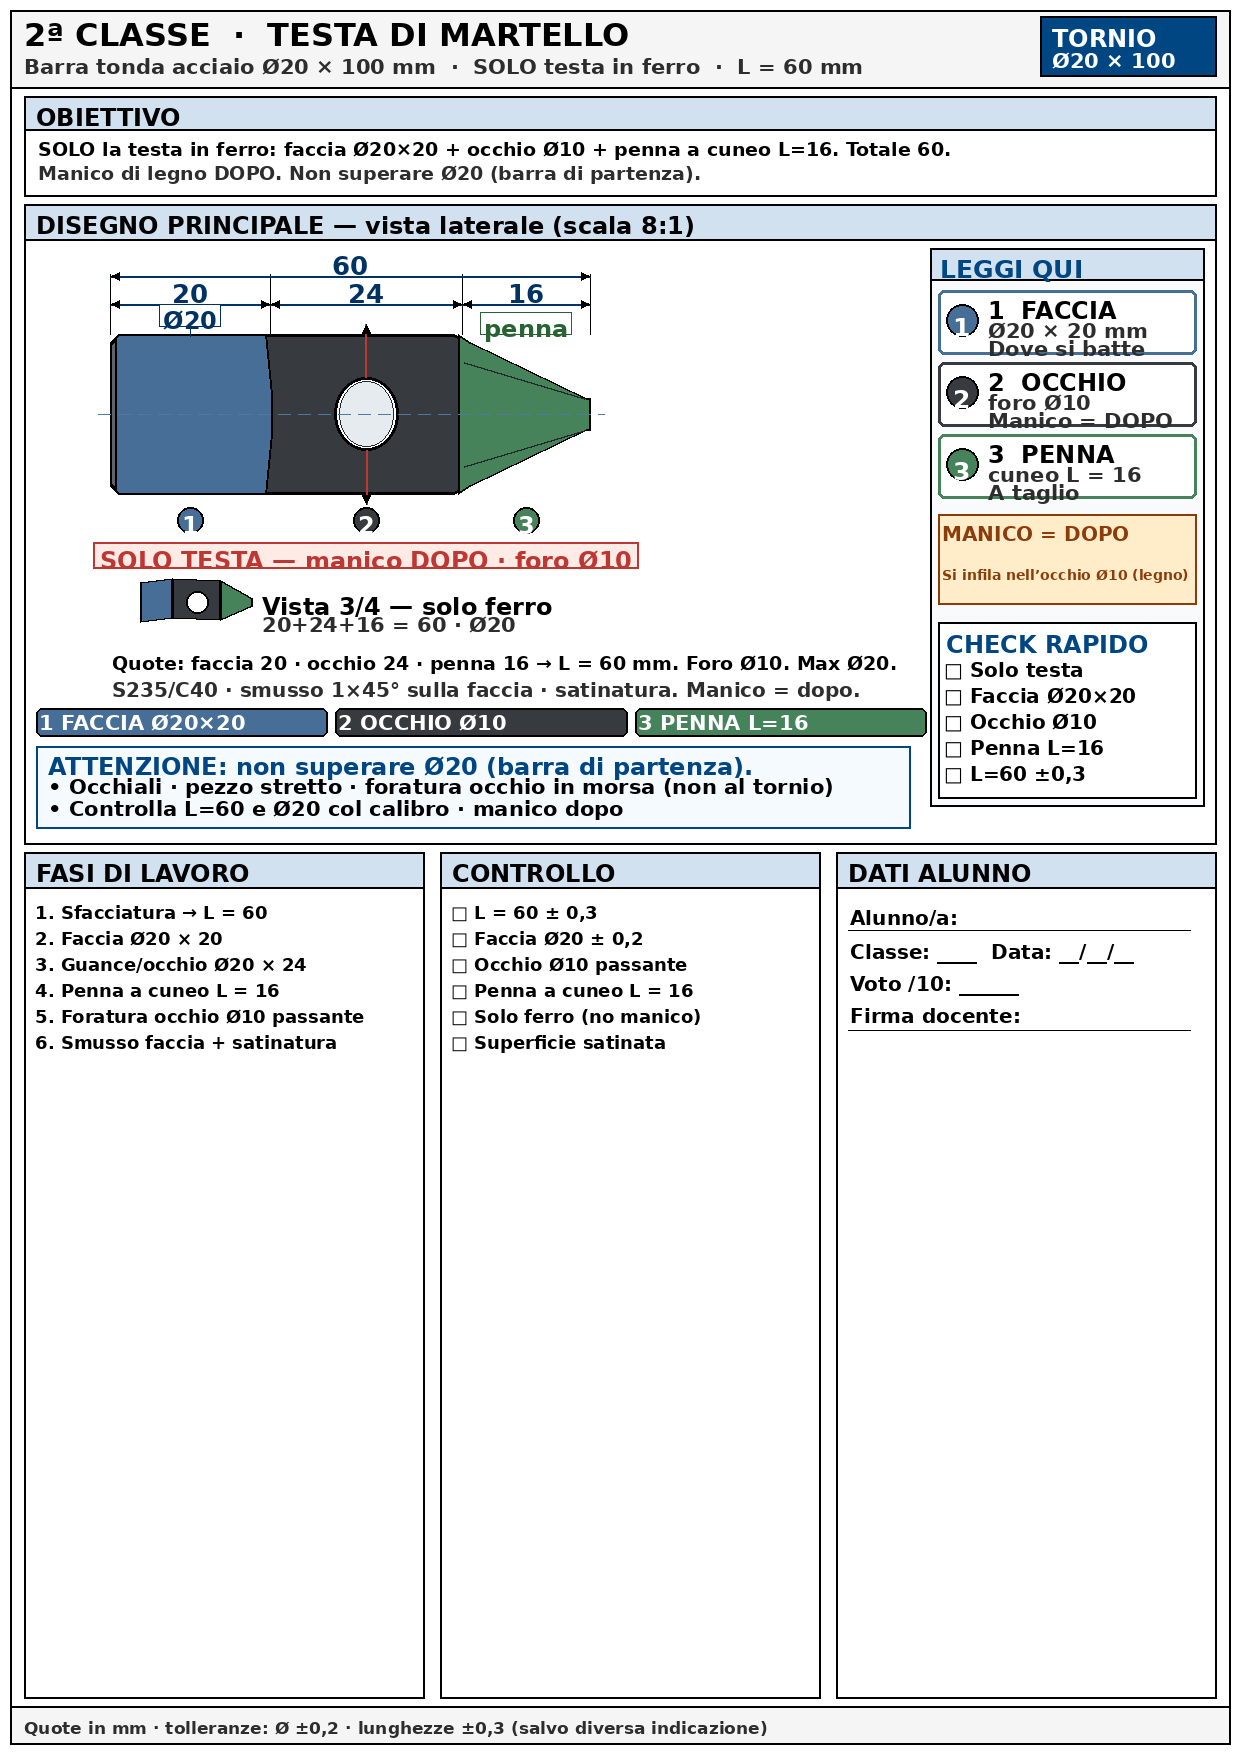 2ª CLASSE · TESTA DI MARTELLO
Barra tonda acciaio Ø20 × 100 mm · SOLO testa in ferro · L = 60 mm
TORNIO
Ø20 × 100
OBIETTIVO
SOLO la testa in ferro: faccia Ø20×20 + occhio Ø10 + penna a cuneo L=16. Totale 60.
Manico di legno DOPO. Non superare Ø20 (barra di partenza).
DISEGNO PRINCIPALE — vista laterale (scala 8:1)
60
20
24
16
Ø20
penna
1
2
3
SOLO TESTA — manico DOPO · foro Ø10
Vista 3/4 — solo ferro
20+24+16 = 60 · Ø20
Quote: faccia 20 · occhio 24 · penna 16 → L = 60 mm. Foro Ø10. Max Ø20.
S235/C40 · smusso 1×45° sulla faccia · satinatura. Manico = dopo.
1 FACCIA Ø20×20
2 OCCHIO Ø10
3 PENNA L=16
ATTENZIONE: non superare Ø20 (barra di partenza).
• Occhiali · pezzo stretto · foratura occhio in morsa (non al tornio)
• Controlla L=60 e Ø20 col calibro · manico dopo
LEGGI QUI
1
1 FACCIA
Ø20 × 20 mm
Dove si batte
2
2 OCCHIO
foro Ø10
Manico = DOPO
3
3 PENNA
cuneo L = 16
A taglio
MANICO = DOPO
Si infila nell’occhio Ø10 (legno)
CHECK RAPIDO
□ Solo testa
□ Faccia Ø20×20
□ Occhio Ø10
□ Penna L=16
□ L=60 ±0,3
FASI DI LAVORO
1. Sfacciatura → L = 60
2. Faccia Ø20 × 20
3. Guance/occhio Ø20 × 24
4. Penna a cuneo L = 16
5. Foratura occhio Ø10 passante
6. Smusso faccia + satinatura
CONTROLLO
□ L = 60 ± 0,3
□ Faccia Ø20 ± 0,2
□ Occhio Ø10 passante
□ Penna a cuneo L = 16
□ Solo ferro (no manico)
□ Superficie satinata
DATI ALUNNO
Alunno/a:
Classe: ____ Data: __/__/__
Voto /10: ______
Firma docente:
Quote in mm · tolleranze: Ø ±0,2 · lunghezze ±0,3 (salvo diversa indicazione)